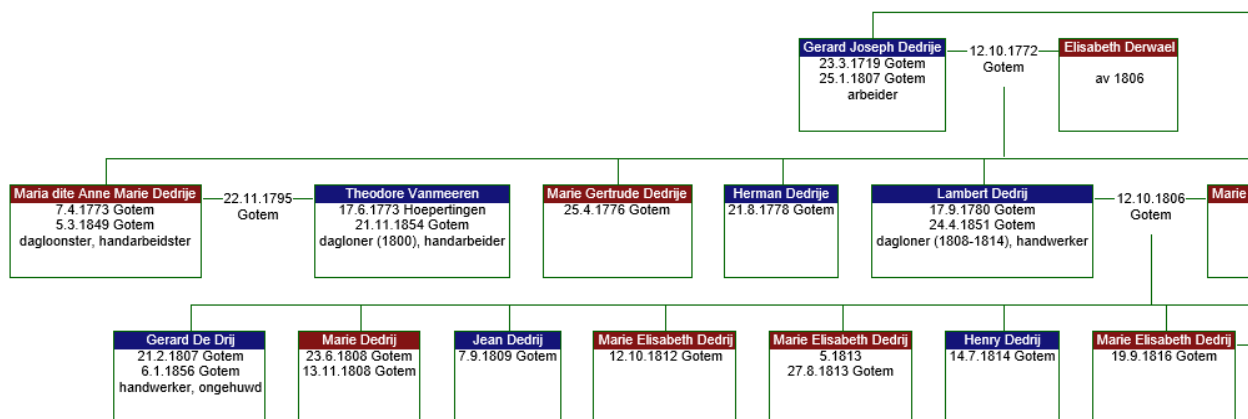 Gerard Joseph Dedrije
23.3.1719 Gotem
25.1.1807 Gotem
arbeider
12.10.1772
Gotem
Elisabeth Derwael
av 1806
Maria dite Anne Marie Dedrije
7.4.1773 Gotem
5.3.1849 Gotem
dagloonster, handarbeidster
22.11.1795
Gotem
Theodore Vanmeeren
17.6.1773 Hoepertingen
21.11.1854 Gotem
dagloner (1800), handarbeider
Marie Gertrude Dedrije
25.4.1776 Gotem
Herman Dedrije
21.8.1778 Gotem
Lambert Dedrij
17.9.1780 Gotem
24.4.1851 Gotem
dagloner (1808-1814), handwerker
12.10.1806
Gotem
Marie
Gerard De Drij
21.2.1807 Gotem
6.1.1856 Gotem
handwerker, ongehuwd
Marie Dedrij
23.6.1808 Gotem
13.11.1808 Gotem
Jean Dedrij
7.9.1809 Gotem
Marie Elisabeth Dedrij
12.10.1812 Gotem
Marie Elisabeth Dedrij
5.1813
27.8.1813 Gotem
Henry Dedrij
14.7.1814 Gotem
Marie Elisabeth Dedrij
19.9.1816 Gotem